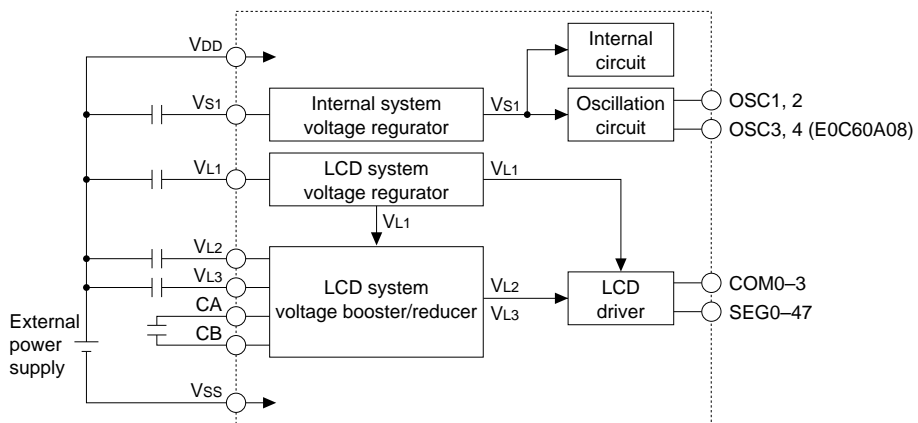 VDD
Internal
circuit
VS1
Internal system
voltage regurator
VS1
Oscillation
circuit
OSC1, 2
OSC3, 4 (E0C60A08)
VL1
LCD system
voltage regurator
VL1
VL1
VL2
VL3
CA
CB
LCD system
voltage booster/reducer
VL2
VL3
LCD
driver
COM0–3
SEG0–47
External
power
supply
VSS